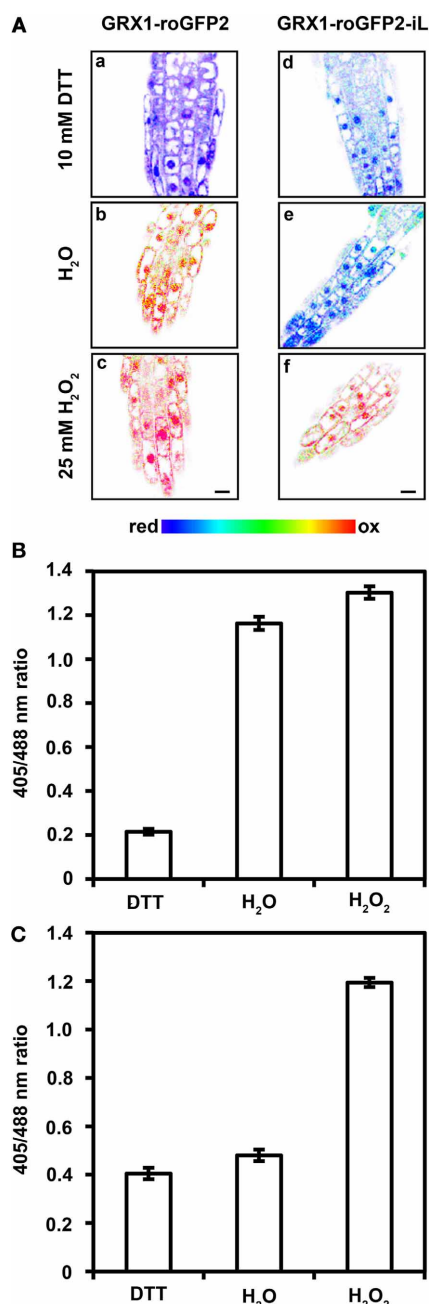 A
GRX1-roGFP2
GRX1-roGFP2-iL
10 mM DTT
a
d
H₂O
b
e
25 mM H₂O₂
c
f
red
ox
B
405/488 nm ratio
1.4
1.2
1.0
0.8
0.6
0.4
0.2
0
DTT
H₂O
H₂O₂
C
405/488 nm ratio
1.4
1.2
1.0
0.8
0.6
0.4
0.2
0
DTT
H₂O
H₂O₂